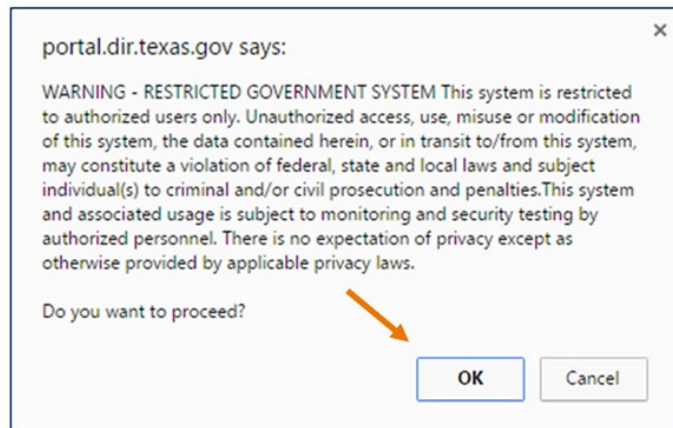 portal.dir.texas.gov says:
WARNING - RESTRICTED GOVERNMENT SYSTEM This system is restricted
to authorized users only. Unauthorized access, use, misuse or modification
of this system, the data contained herein, or in transit to/from this system,
may constitute a violation of federal, state and local laws and subject
individual(s) to criminal and/or civil prosecution and penalties.This system
and associated usage is subject to monitoring and security testing by
authorized personnel. There is no expectation of privacy except as
otherwise provided by applicable privacy laws.
Do you want to proceed?
OK Cancel